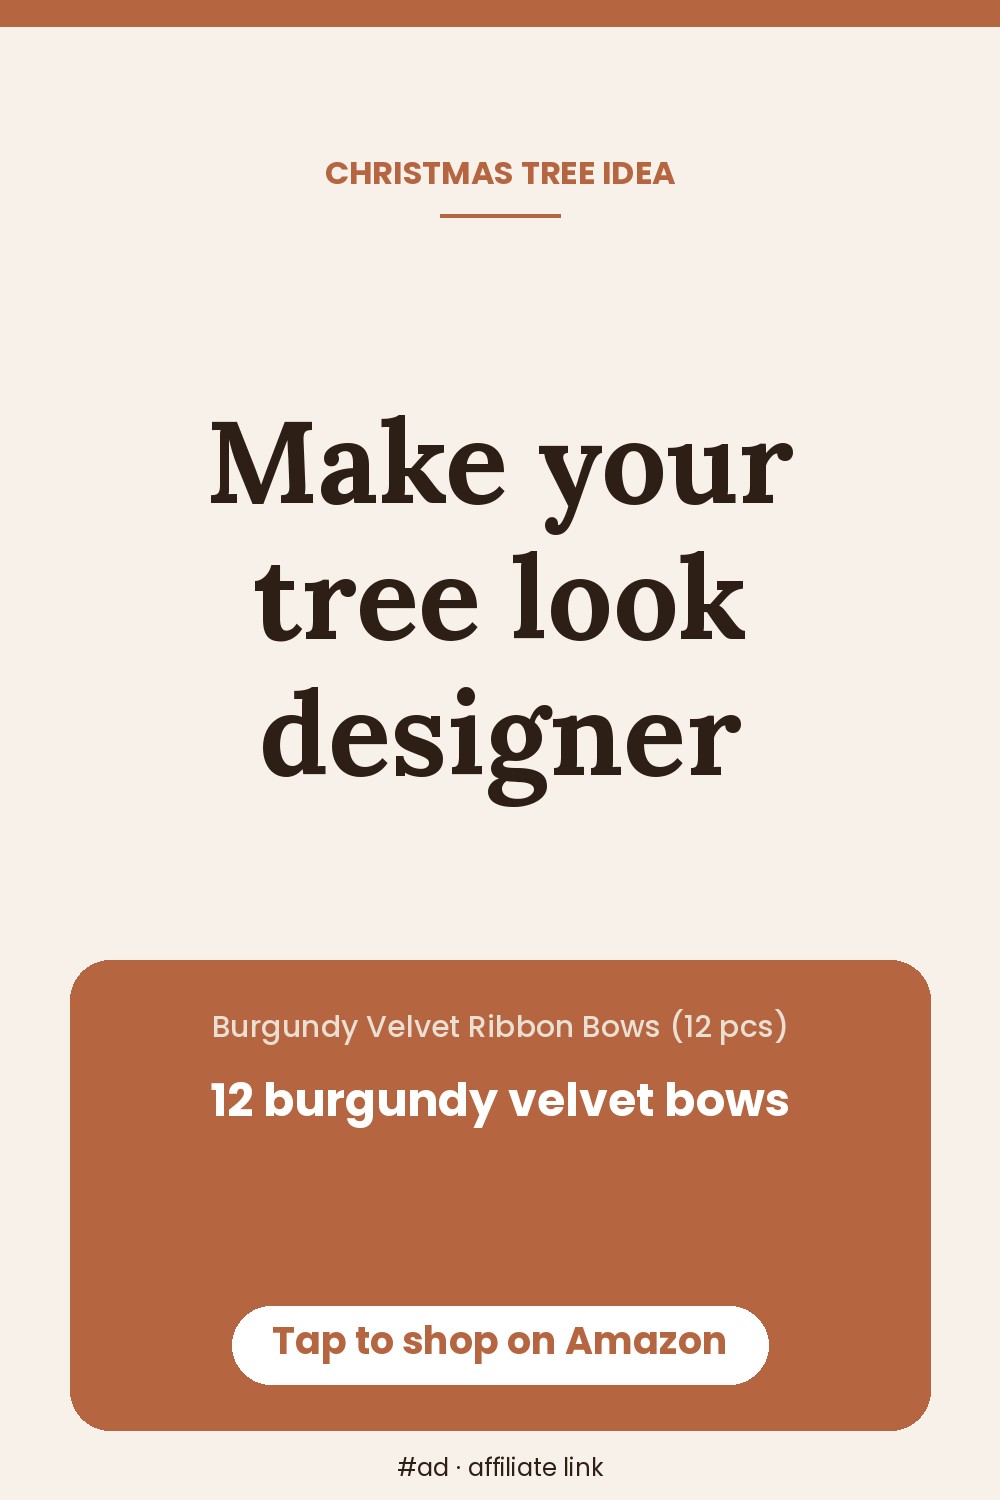 CHRISTMAS TREE IDEA
Make your
tree look
designer
Burgundy Velvet Ribbon Bows (12 pcs)
12 burgundy velvet bows
Tap to shop on Amazon
#ad · affiliate link